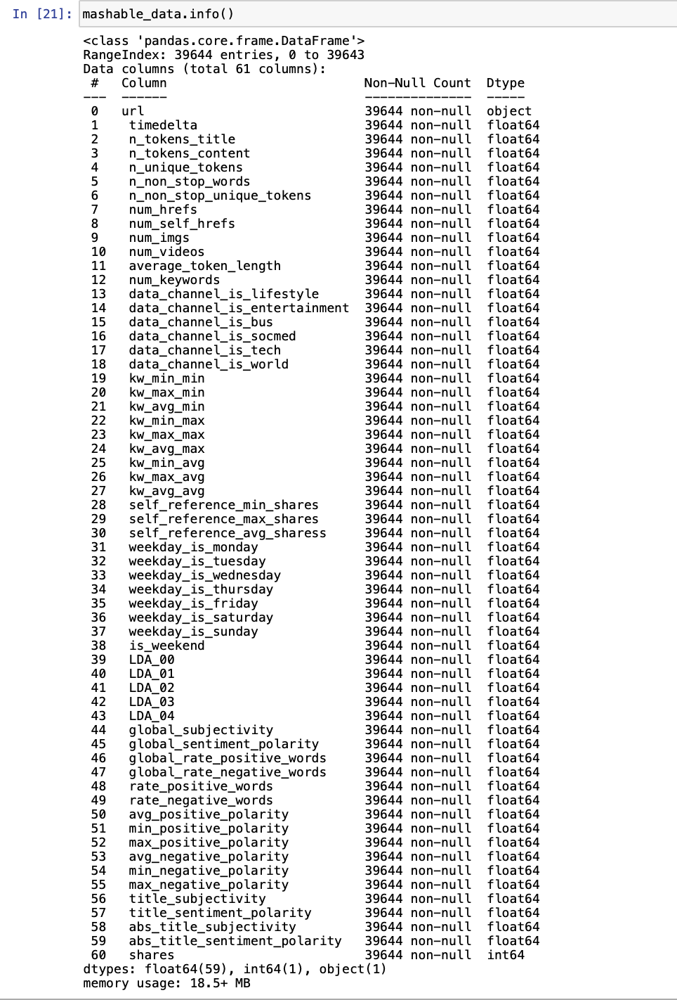 In [21]: mashable_data.info()
<class 'pandas.core.frame.DataFrame'>
RangeIndex: 39644 entries, 0 to 39643
Data columns (total 61 columns):
 #   Column                         Non-Null Count  Dtype
---  ------                         --------------  -----
 0   url                            39644 non-null  object
 1    timedelta                     39644 non-null  float64
 2    n_tokens_title                39644 non-null  float64
 3    n_tokens_content              39644 non-null  float64
 4    n_unique_tokens               39644 non-null  float64
 5    n_non_stop_words              39644 non-null  float64
 6    n_non_stop_unique_tokens      39644 non-null  float64
 7    num_hrefs                     39644 non-null  float64
 8    num_self_hrefs                39644 non-null  float64
 9    num_imgs                      39644 non-null  float64
 10   num_videos                    39644 non-null  float64
 11   average_token_length          39644 non-null  float64
 12   num_keywords                  39644 non-null  float64
 13   data_channel_is_lifestyle     39644 non-null  float64
 14   data_channel_is_entertainment 39644 non-null  float64
 15   data_channel_is_bus           39644 non-null  float64
 16   data_channel_is_socmed        39644 non-null  float64
 17   data_channel_is_tech          39644 non-null  float64
 18   data_channel_is_world         39644 non-null  float64
 19   kw_min_min                    39644 non-null  float64
 20   kw_max_min                    39644 non-null  float64
 21   kw_avg_min                    39644 non-null  float64
 22   kw_min_max                    39644 non-null  float64
 23   kw_max_max                    39644 non-null  float64
 24   kw_avg_max                    39644 non-null  float64
 25   kw_min_avg                    39644 non-null  float64
 26   kw_max_avg                    39644 non-null  float64
 27   kw_avg_avg                    39644 non-null  float64
 28   self_reference_min_shares     39644 non-null  float64
 29   self_reference_max_shares     39644 non-null  float64
 30   self_reference_avg_sharess    39644 non-null  float64
 31   weekday_is_monday             39644 non-null  float64
 32   weekday_is_tuesday            39644 non-null  float64
 33   weekday_is_wednesday          39644 non-null  float64
 34   weekday_is_thursday           39644 non-null  float64
 35   weekday_is_friday             39644 non-null  float64
 36   weekday_is_saturday           39644 non-null  float64
 37   weekday_is_sunday             39644 non-null  float64
 38   is_weekend                    39644 non-null  float64
 39   LDA_00                        39644 non-null  float64
 40   LDA_01                        39644 non-null  float64
 41   LDA_02                        39644 non-null  float64
 42   LDA_03                        39644 non-null  float64
 43   LDA_04                        39644 non-null  float64
 44   global_subjectivity           39644 non-null  float64
 45   global_sentiment_polarity     39644 non-null  float64
 46   global_rate_positive_words    39644 non-null  float64
 47   global_rate_negative_words    39644 non-null  float64
 48   rate_positive_words           39644 non-null  float64
 49   rate_negative_words           39644 non-null  float64
 50   avg_positive_polarity         39644 non-null  float64
 51   min_positive_polarity         39644 non-null  float64
 52   max_positive_polarity         39644 non-null  float64
 53   avg_negative_polarity         39644 non-null  float64
 54   min_negative_polarity         39644 non-null  float64
 55   max_negative_polarity         39644 non-null  float64
 56   title_subjectivity            39644 non-null  float64
 57   title_sentiment_polarity      39644 non-null  float64
 58   abs_title_subjectivity        39644 non-null  float64
 59   abs_title_sentiment_polarity  39644 non-null  float64
 60   shares                        39644 non-null  int64
dtypes: float64(59), int64(1), object(1)
memory usage: 18.5+ MB